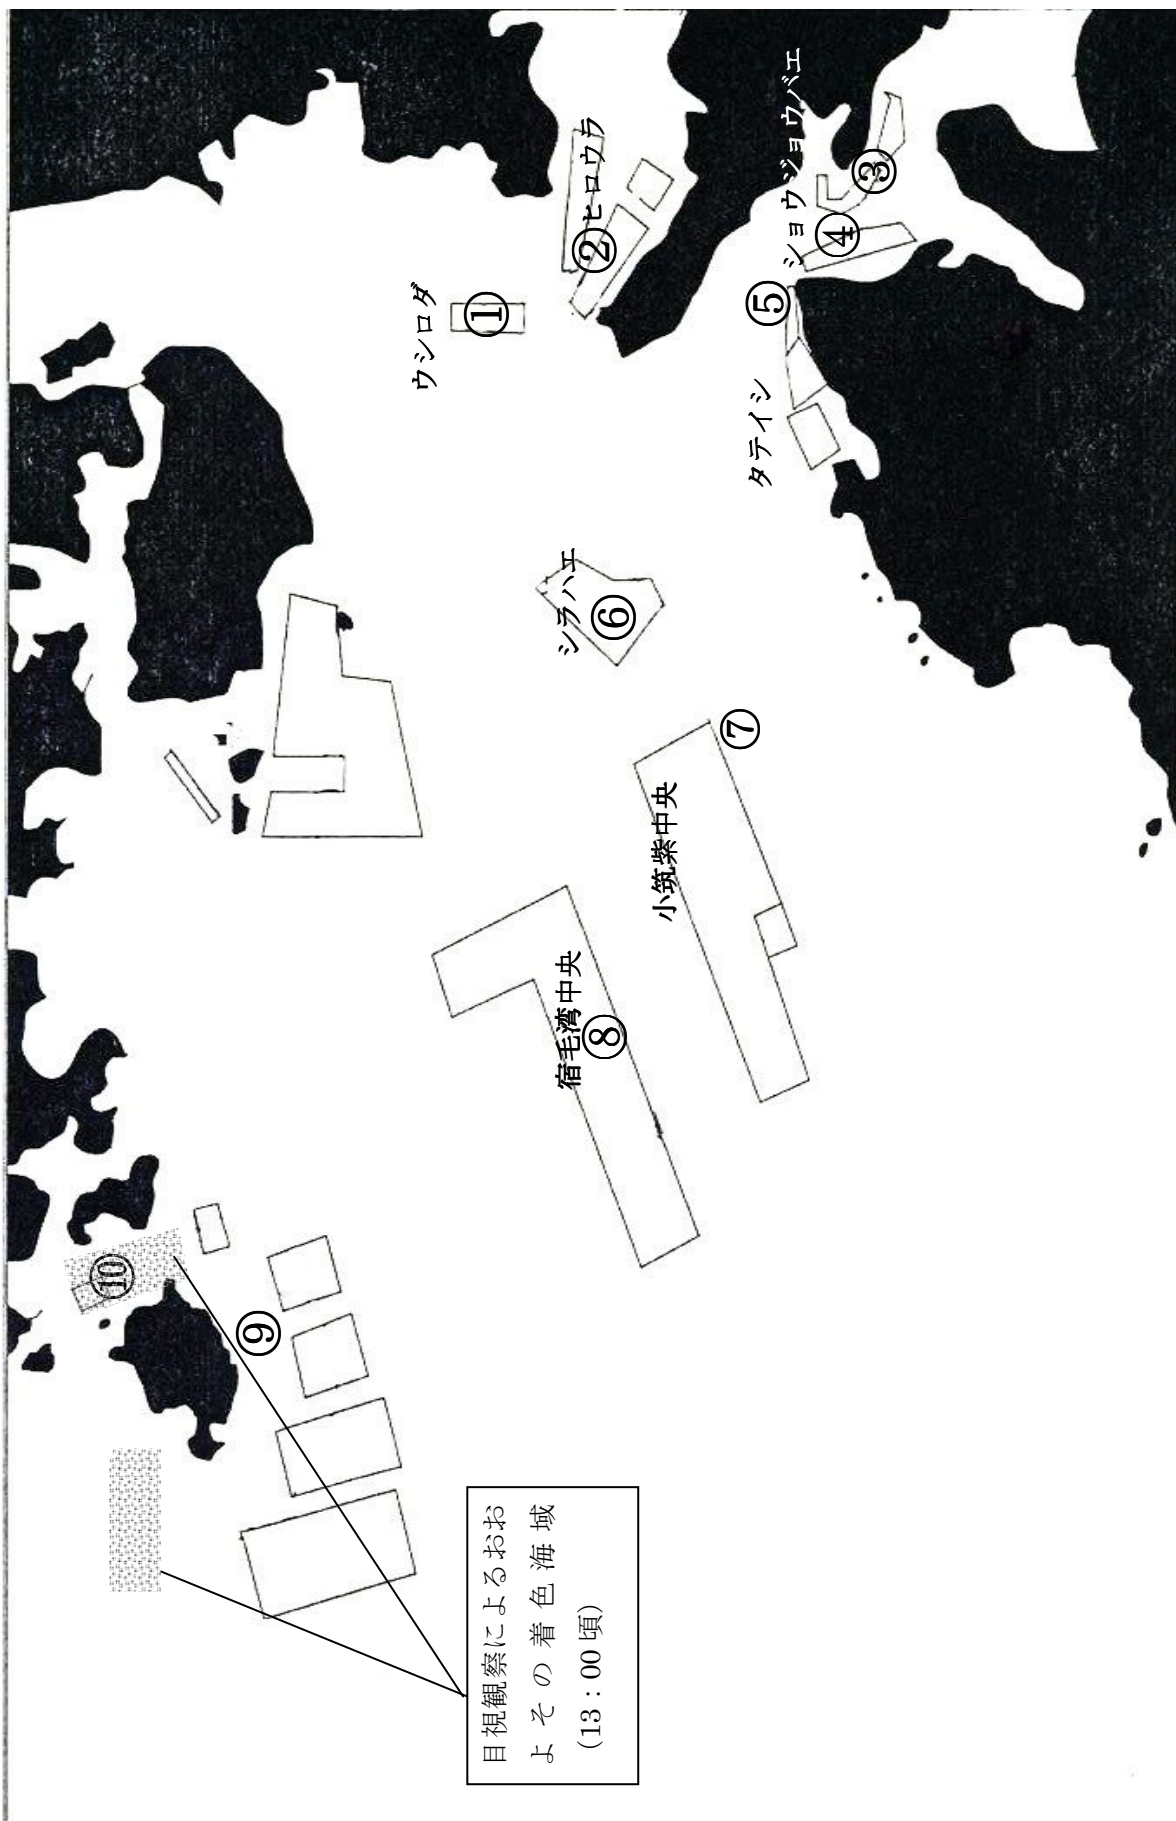 ウシロダ
①
②
ヒロウラ
③
ショウジョウバエ
④
⑤
タテイシ
シラハエ
⑥
⑦
小筑紫中央
宿毛湾中央
⑧
⑨
⑩
目視観察によるおお
よその着色海域
(13：00頃)